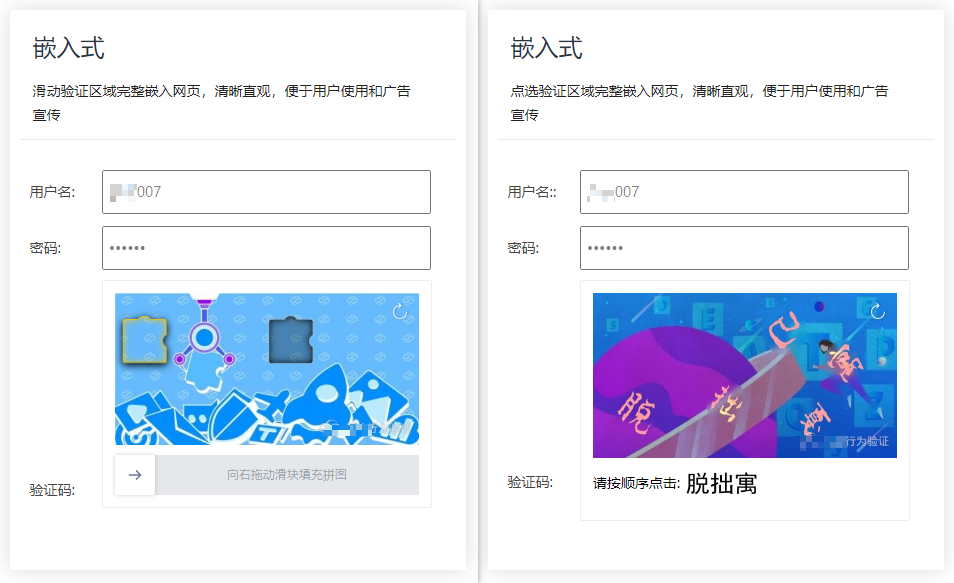 嵌入式
滑动验证区域完整嵌入网页，清晰直观，便于用户使用和广告
宣传
用户名:
007
密码:
••••••
验证码:
向右拖动滑块填充拼图
嵌入式
点选验证区域完整嵌入网页，清晰直观，便于用户使用和广告
宣传
用户名::
007
密码:
••••••
脱
寓
行为验证
验证码:
请按顺序点击: 脱拙寓